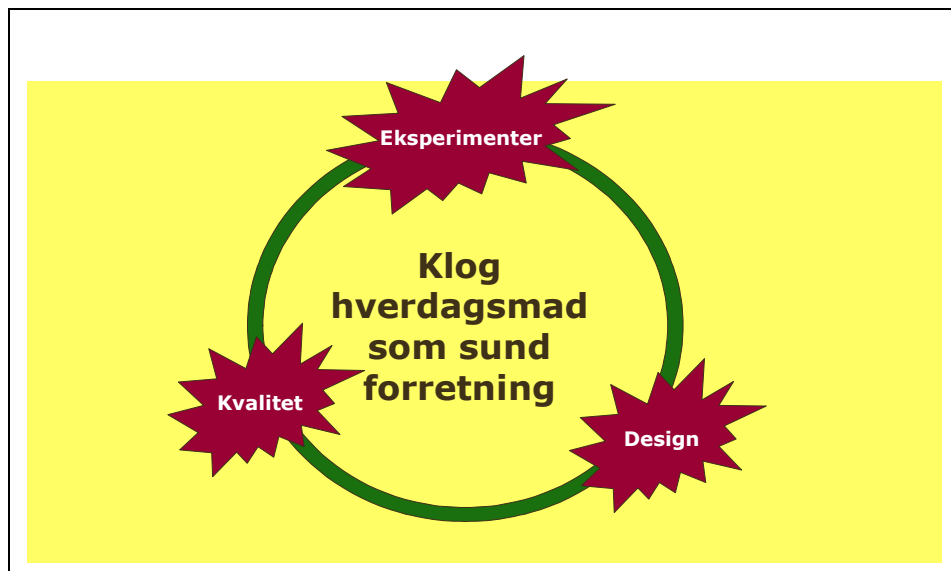 Eksperimenter
Klog
hverdagsmad
som sund
forretning
Kvalitet
Design